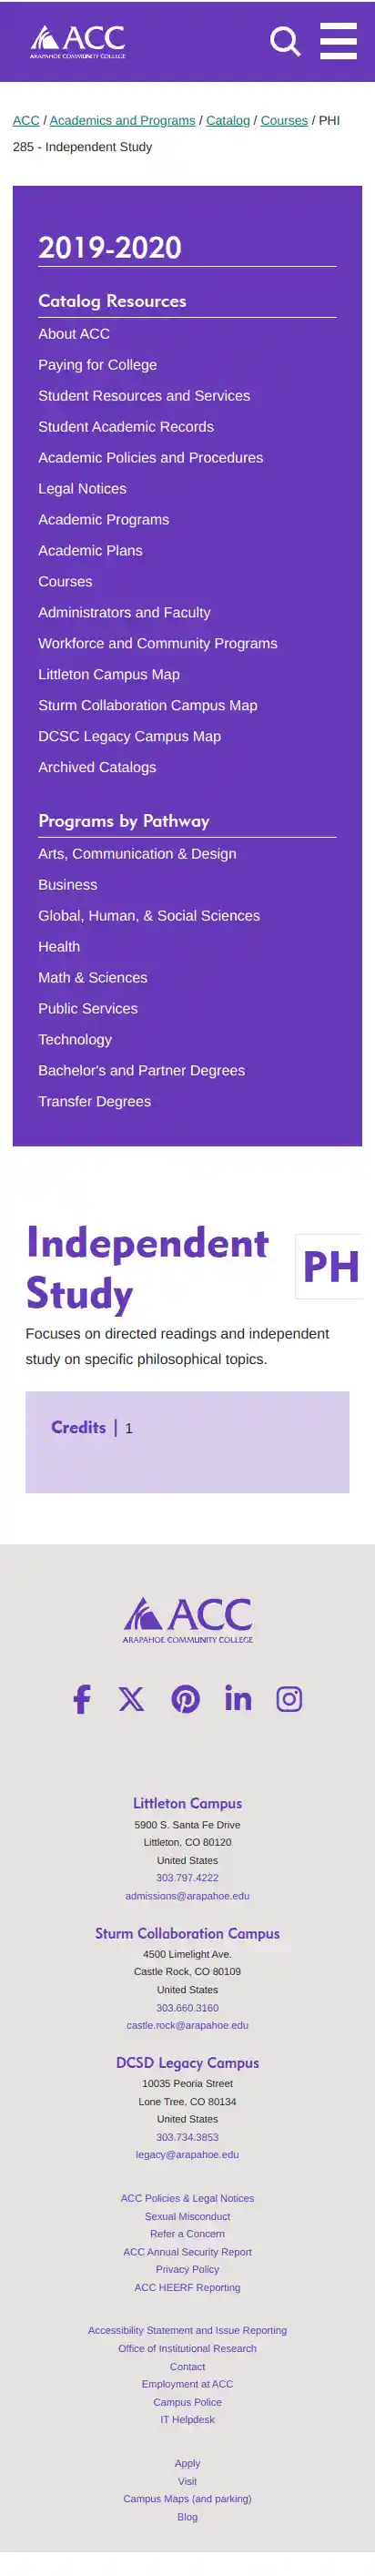 ACC
ARAPAHOE COMMUNITY COLLEGE
ACC / Academics and Programs / Catalog / Courses / PHI
285 - Independent Study
2019-2020
Catalog Resources
About ACC
Paying for College
Student Resources and Services
Student Academic Records
Academic Policies and Procedures
Legal Notices
Academic Programs
Academic Plans
Courses
Administrators and Faculty
Workforce and Community Programs
Littleton Campus Map
Sturm Collaboration Campus Map
DCSC Legacy Campus Map
Archived Catalogs
Programs by Pathway
Arts, Communication & Design
Business
Global, Human, & Social Sciences
Health
Math & Sciences
Public Services
Technology
Bachelor's and Partner Degrees
Transfer Degrees
Independent
Study
PH
Focuses on directed readings and independent
study on specific philosophical topics.
Credits | 1
ACC
ARAPAHOE COMMUNITY COLLEGE
Littleton Campus
5900 S. Santa Fe Drive
Littleton, CO 80120
United States
303.797.4222
admissions@arapahoe.edu
Sturm Collaboration Campus
4500 Limelight Ave.
Castle Rock, CO 80109
United States
303.660.3160
castle.rock@arapahoe.edu
DCSD Legacy Campus
10035 Peoria Street
Lone Tree, CO 80134
United States
303.734.3853
legacy@arapahoe.edu
ACC Policies & Legal Notices
Sexual Misconduct
Refer a Concern
ACC Annual Security Report
Privacy Policy
ACC HEERF Reporting
Accessibility Statement and Issue Reporting
Office of Institutional Research
Contact
Employment at ACC
Campus Police
IT Helpdesk
Apply
Visit
Campus Maps (and parking)
Blog